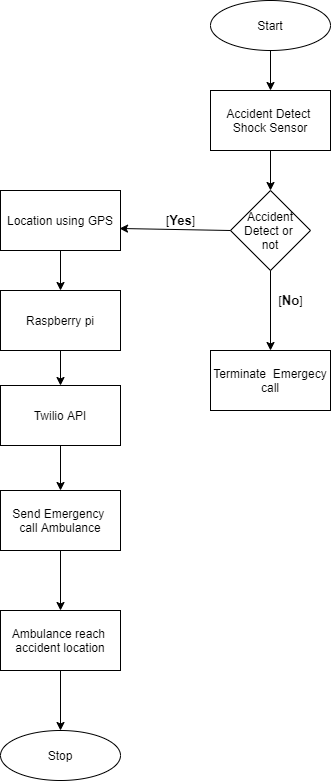 Start
Accident Detect
Shock Sensor
Accident
Detect or
not
[Yes]
Location using GPS
[No]
Raspberry pi
Terminate Emergecy
call
Twilio API
Send Emergency
call Ambulance
Ambulance reach
accident location
Stop